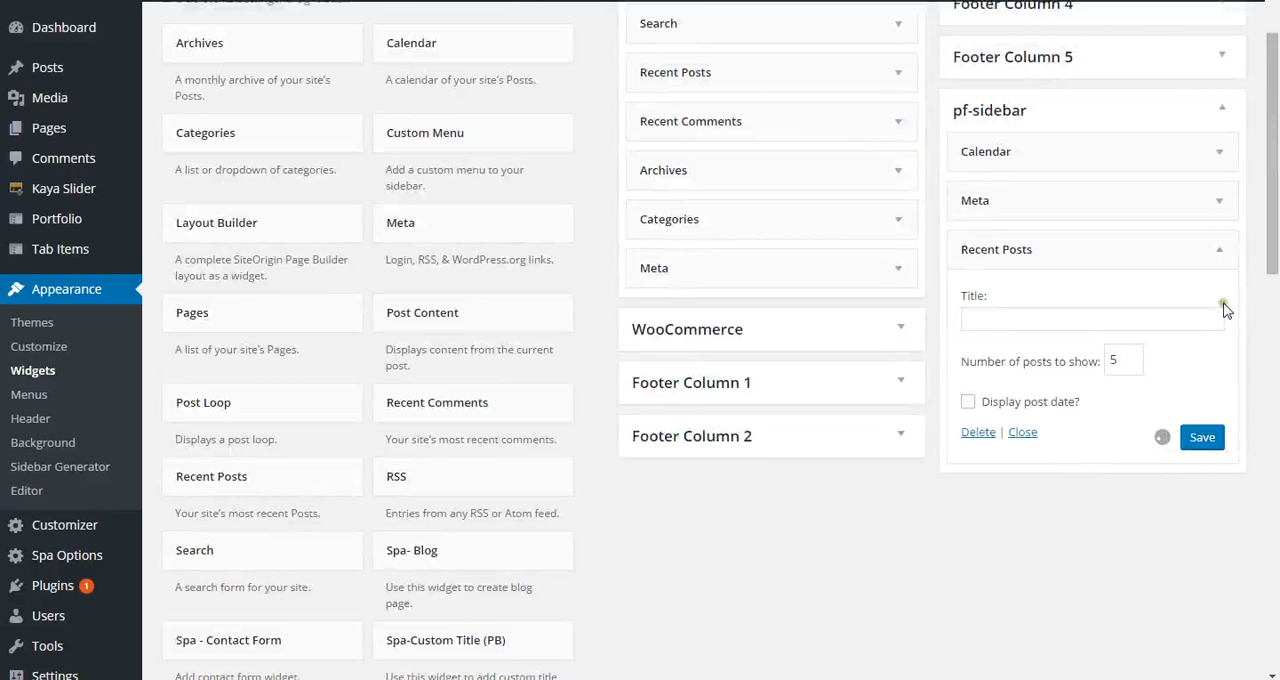 Dashboard
Posts
Media
Pages
Comments
Kaya Slider
Portfolio
Tab Items
Appearance
Themes
Customize
Widgets
Menus
Header
Background
Sidebar Generator
Editor
Customizer
Spa Options
Plugins 1
Users
Tools
Settings
Archives
A monthly archive of your site's
Posts.
Calendar
A calendar of your site's Posts.
Categories
A list or dropdown of categories.
Custom Menu
Add a custom menu to your
sidebar.
Layout Builder
A complete SiteOrigin Page Builder
layout as a widget.
Meta
Login, RSS, & WordPress.org links.
Pages
A list of your site's Pages.
Post Content
Displays content from the current
post.
Post Loop
Displays a post loop.
Recent Comments
Your site's most recent comments.
Recent Posts
Your site's most recent Posts.
RSS
Entries from any RSS or Atom feed.
Search
A search form for your site.
Spa- Blog
Use this widget to create blog
page.
Spa - Contact Form
Add contact form widget.
Spa-Custom Title (PB)
Use this widget to add custom title
Search
Recent Posts
Recent Comments
Archives
Categories
Meta
WooCommerce
Footer Column 1
Footer Column 2
Footer Column 4
Footer Column 5
pf-sidebar
Calendar
Meta
Recent Posts
Title:
Number of posts to show: 5
Display post date?
Delete | Close
Save